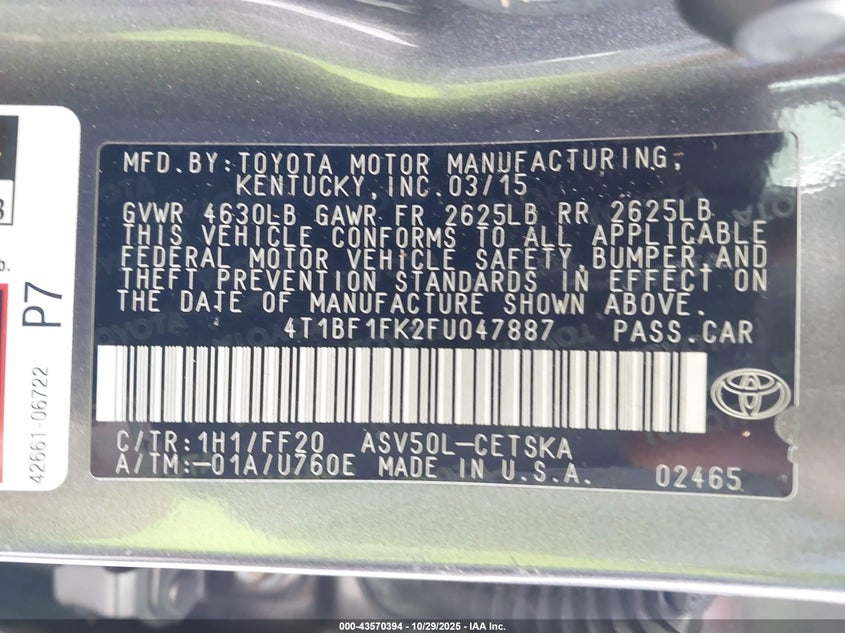 MFD.BY:TOYOTA MOTOR MANUFACTURING,
KENTUCKY,INC.03/15
GVWR 4630LB GAWR FR 2625LB RR 2625LB
THIS VEHICLE CONFORMS TO ALL APPLICABLE
FEDERAL MOTOR VEHICLE SAFETY,BUMPER,AND
THEFT PREVENTION STANDARDS IN EFFECT ON
THE DATE OF MANUFACTURE SHOWN ABOVE.
4T1BF1FK2FU047887 PASS.CAR
C/TR:1H1/FF20 ASV50L-CETSKA
A/TM:-01A/U760E MADE IN U.S.A. 02465
P7
42661-06722
000-43570394 | 10/29/2025 - IAA Inc.